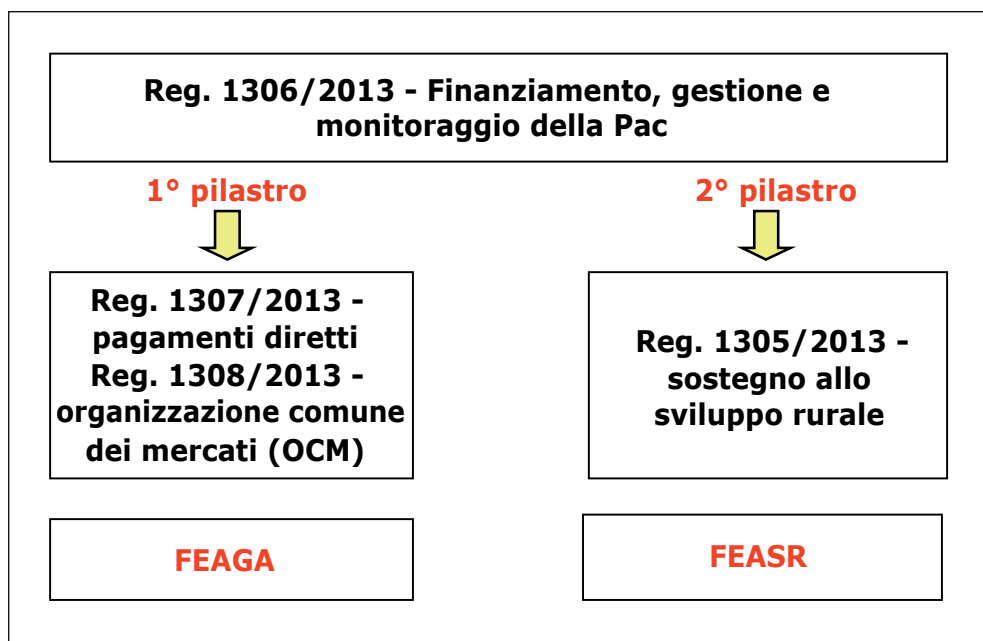 Reg. 1306/2013 - Finanziamento, gestione e
monitoraggio della Pac
1° pilastro
2° pilastro
Reg. 1307/2013 -
pagamenti diretti
Reg. 1308/2013 -
organizzazione comune
dei mercati (OCM)
Reg. 1305/2013 -
sostegno allo
sviluppo rurale
FEAGA
FEASR